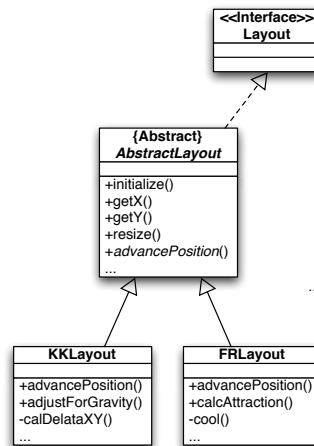 <<Interface>>
Layout
{Abstract}
AbstractLayout
+initialize()
+getX()
+getY()
+resize()
+advancePosition()
...
..
KKLayout
+advancePosition()
+adjustForGravity()
-calDelataXY()
...
FRLayout
+advancePosition()
+calcAttraction()
-cool()
...